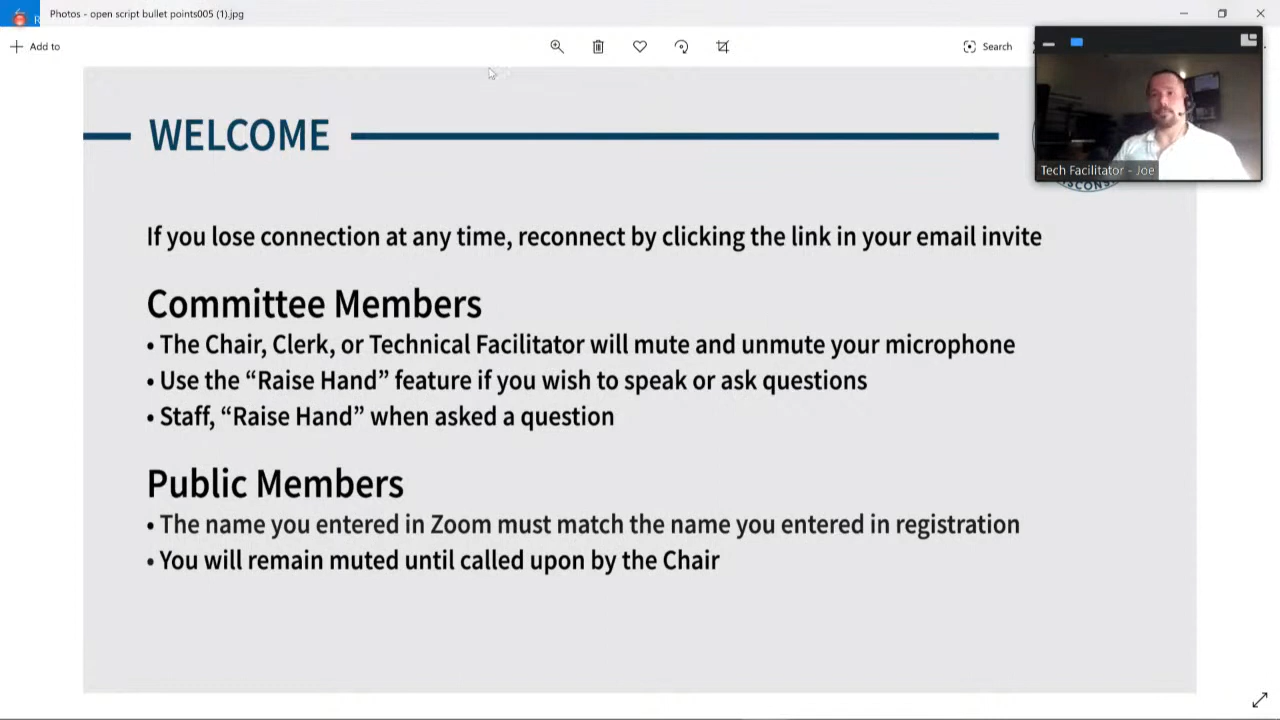 Photos - open script bullet points005 (1).jpg
Add to
Search
WELCOME
Tech Facilitator - Joe
If you lose connection at any time, reconnect by clicking the link in your email invite
Committee Members
• The Chair, Clerk, or Technical Facilitator will mute and unmute your microphone
• Use the “Raise Hand” feature if you wish to speak or ask questions
• Staff, “Raise Hand” when asked a question
Public Members
• The name you entered in Zoom must match the name you entered in registration
• You will remain muted until called upon by the Chair